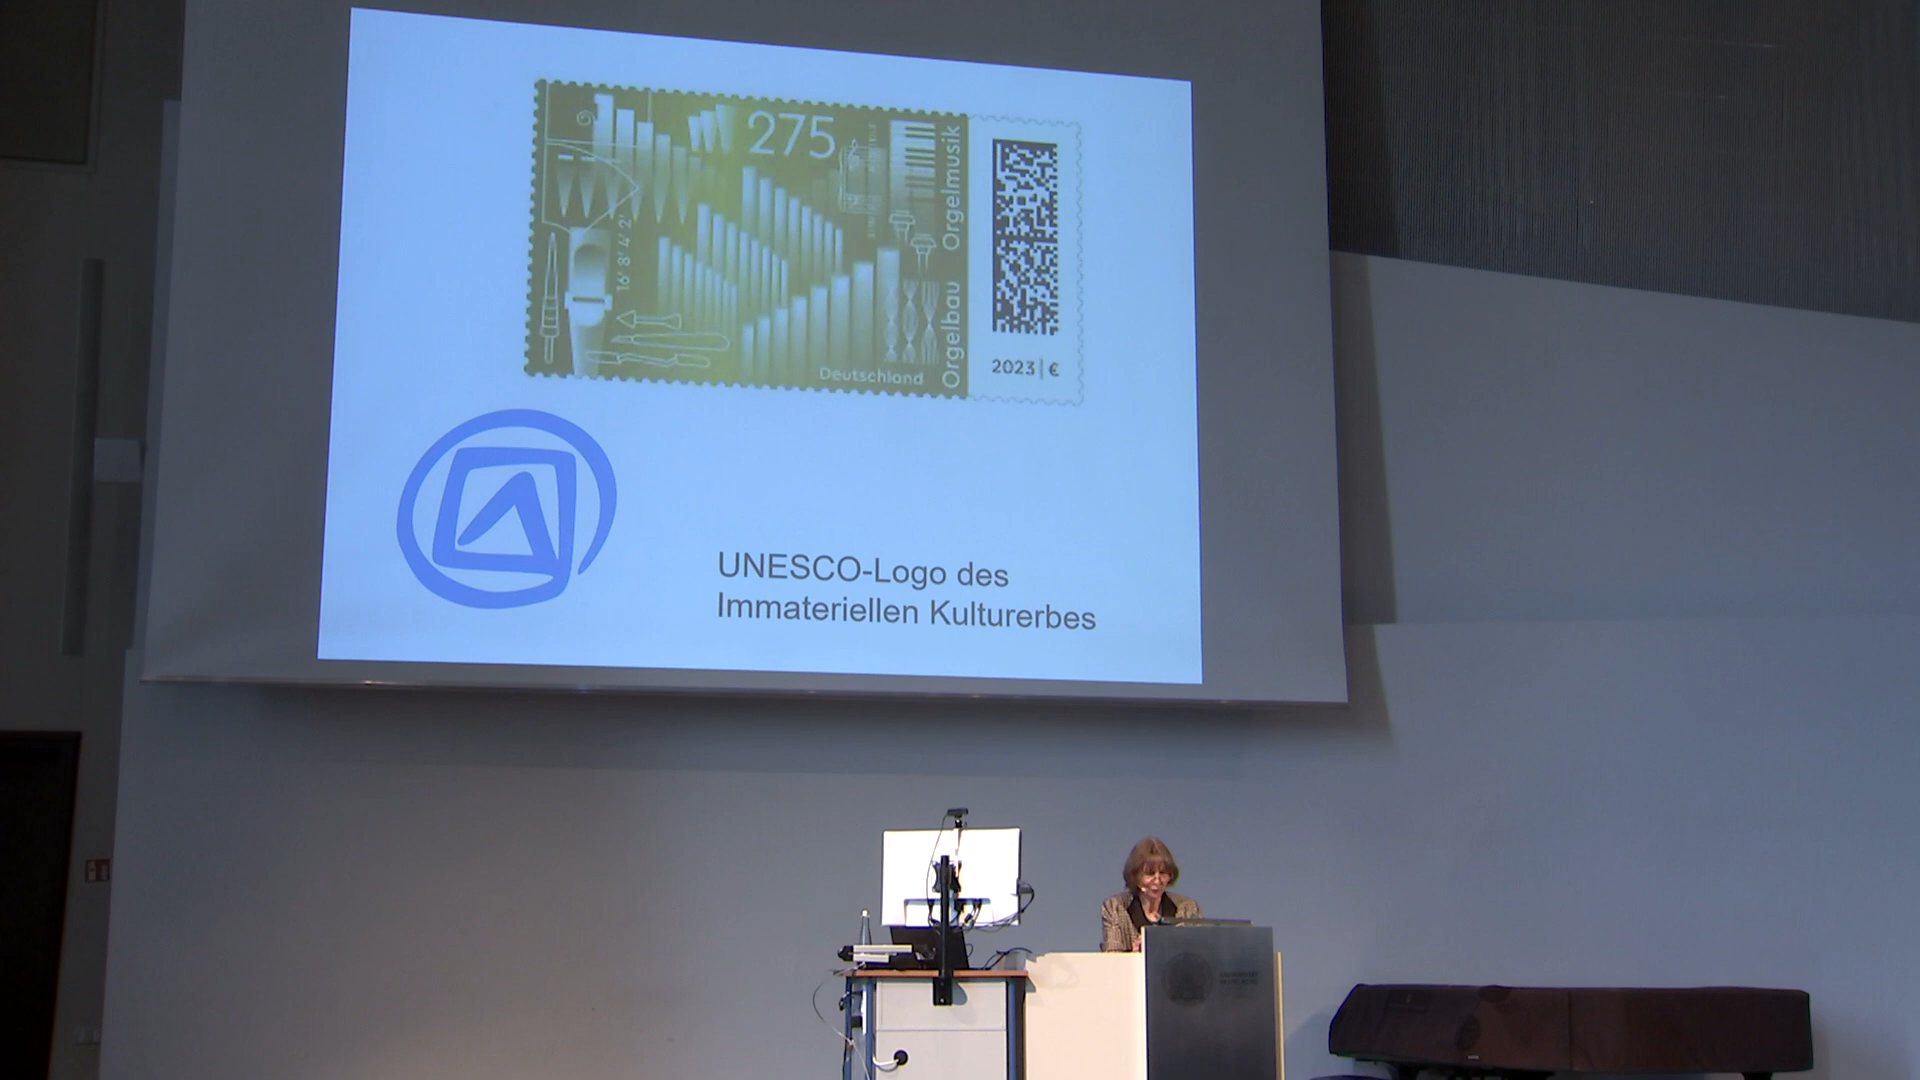 275
16' 8' 4' 2'
Orgelbau Orgelmusik
Deutschland
2023 | €
UNESCO-Logo des
Immateriellen Kulturerbes